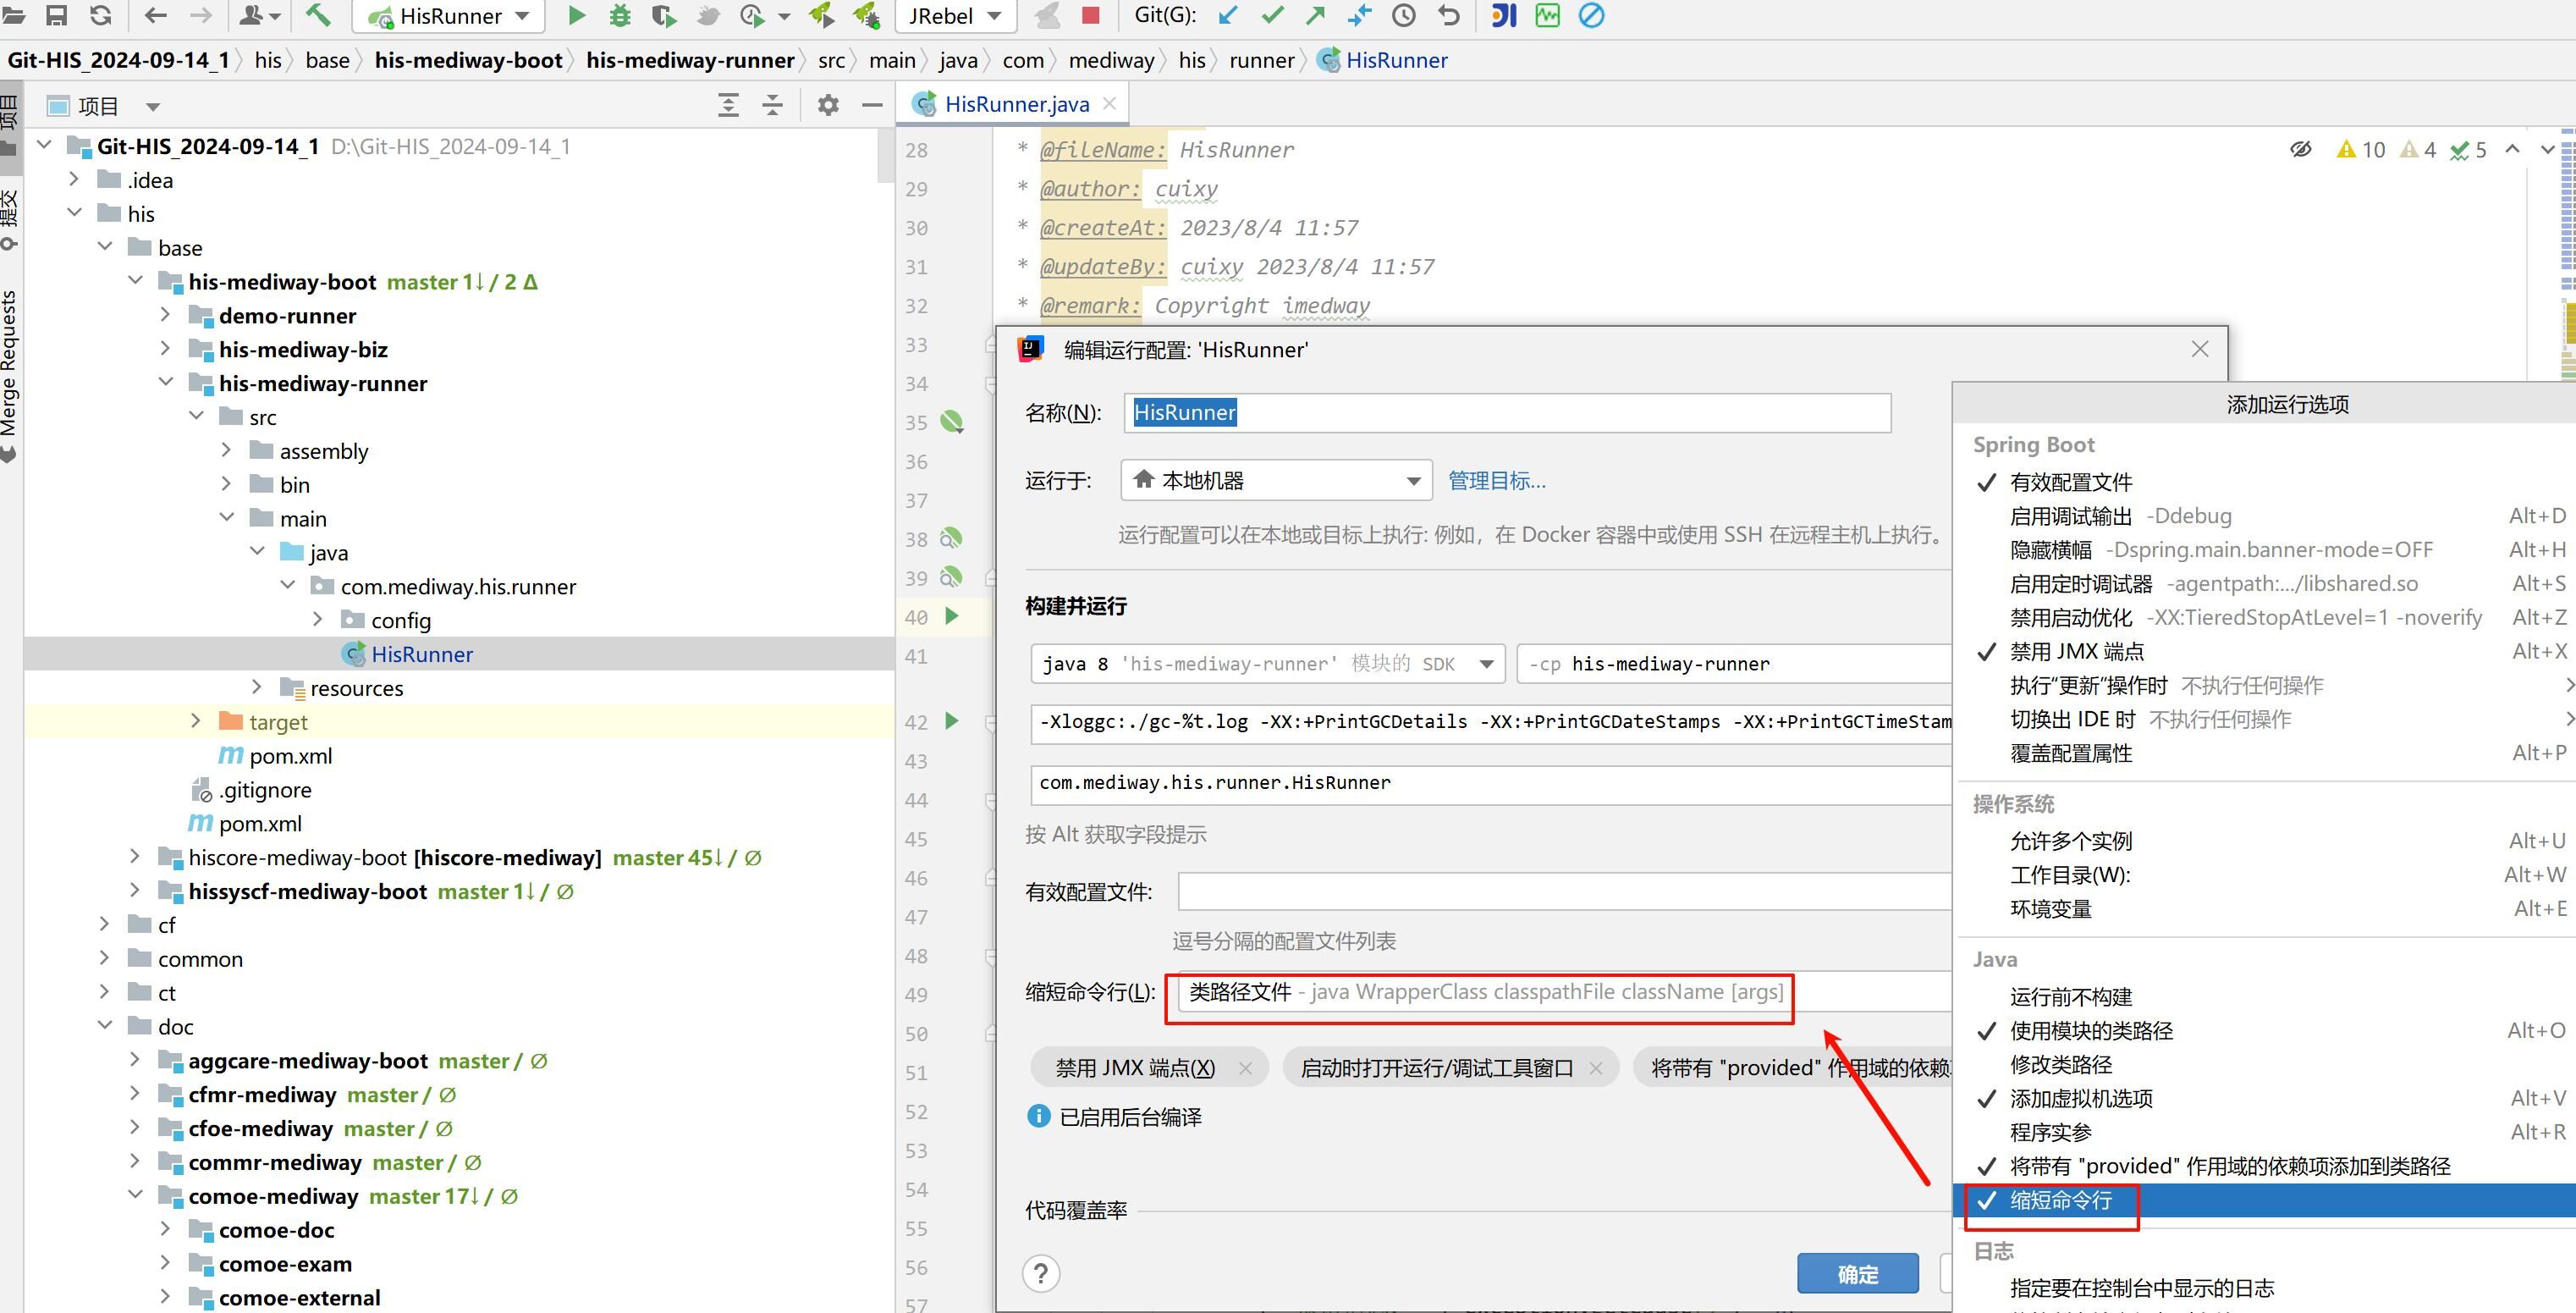 HisRunner
JRebel
Git(G):
Git-HIS_2024-09-14_1 his base his-mediway-boot his-mediway-runner src main java com mediway his runner HisRunner
项目
HisRunner.java
项目
提交
Merge Requests
Git-HIS_2024-09-14_1 D:\Git-HIS_2024-09-14_1
.idea
his
base
his-mediway-boot master 1↓ / 2 Δ
demo-runner
his-mediway-biz
his-mediway-runner
src
assembly
bin
main
java
com.mediway.his.runner
config
HisRunner
resources
target
pom.xml
.gitignore
pom.xml
hiscore-mediway-boot [hiscore-mediway] master 45↓ / ∅
hissyscf-mediway-boot master 1↓ / ∅
cf
common
ct
doc
aggcare-mediway-boot master / ∅
cfmr-mediway master / ∅
cfoe-mediway master / ∅
commr-mediway master / ∅
comoe-mediway master 17↓ / ∅
comoe-doc
comoe-exam
comoe-external
28 * @fileName: HisRunner
29 * @author: cuixy
30 * @createAt: 2023/8/4 11:57
31 * @updateBy: cuixy 2023/8/4 11:57
32 * @remark: Copyright imedway
10 4 5
33
34
35
36
37
38
39
40
41
42
43
44
45
46
47
48
49
50
51
52
53
54
55
56
57
编辑运行配置: 'HisRunner'
名称(N): HisRunner
运行于: 本地机器 管理目标...
运行配置可以在本地或目标上执行: 例如，在 Docker 容器中或使用 SSH 在远程主机上执行。
构建并运行
java 8 'his-mediway-runner' 模块的 SDK -cp his-mediway-runner
-Xloggc:./gc-%t.log -XX:+PrintGCDetails -XX:+PrintGCDateStamps -XX:+PrintGCTimeStam
com.mediway.his.runner.HisRunner
按 Alt 获取字段提示
有效配置文件:
逗号分隔的配置文件列表
缩短命令行(L): 类路径文件 - java WrapperClass classpathFile className [args]
禁用 JMX 端点(X) 启动时打开运行/调试工具窗口 将带有 "provided" 作用域的依赖
已启用后台编译
代码覆盖率
?
确定
添加运行选项
Spring Boot
有效配置文件
启用调试输出 -Ddebug Alt+D
隐藏横幅 -Dspring.main.banner-mode=OFF Alt+H
启用定时调试器 -agentpath:.../libshared.so Alt+S
禁用启动优化 -XX:TieredStopAtLevel=1 -noverify Alt+Z
禁用 JMX 端点 Alt+X
执行“更新”操作时 不执行任何操作
切换出 IDE 时 不执行任何操作
覆盖配置属性 Alt+P
操作系统
允许多个实例 Alt+U
工作目录(W): Alt+W
环境变量 Alt+E
Java
运行前不构建
使用模块的类路径 Alt+O
修改类路径
添加虚拟机选项 Alt+V
程序实参 Alt+R
将带有 "provided" 作用域的依赖项添加到类路径
缩短命令行
日志
指定要在控制台中显示的日志